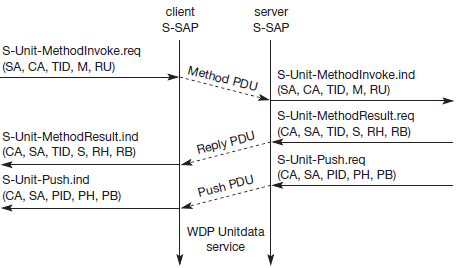 client
S-SAP
server
S-SAP
S-Unit-MethodInvoke.req
(SA, CA, TID, M, RU)
Method PDU
S-Unit-MethodInvoke.ind
(SA, CA, TID, M, RU)
S-Unit-MethodResult.req
(CA, SA, TID, S, RH, RB)
S-Unit-MethodResult.ind
(CA, SA, TID, S, RH, RB)
Reply PDU
S-Unit-Push.req
(CA, SA, PID, PH, PB)
S-Unit-Push.ind
(CA, SA, PID, PH, PB)
Push PDU
WDP Unitdata
service